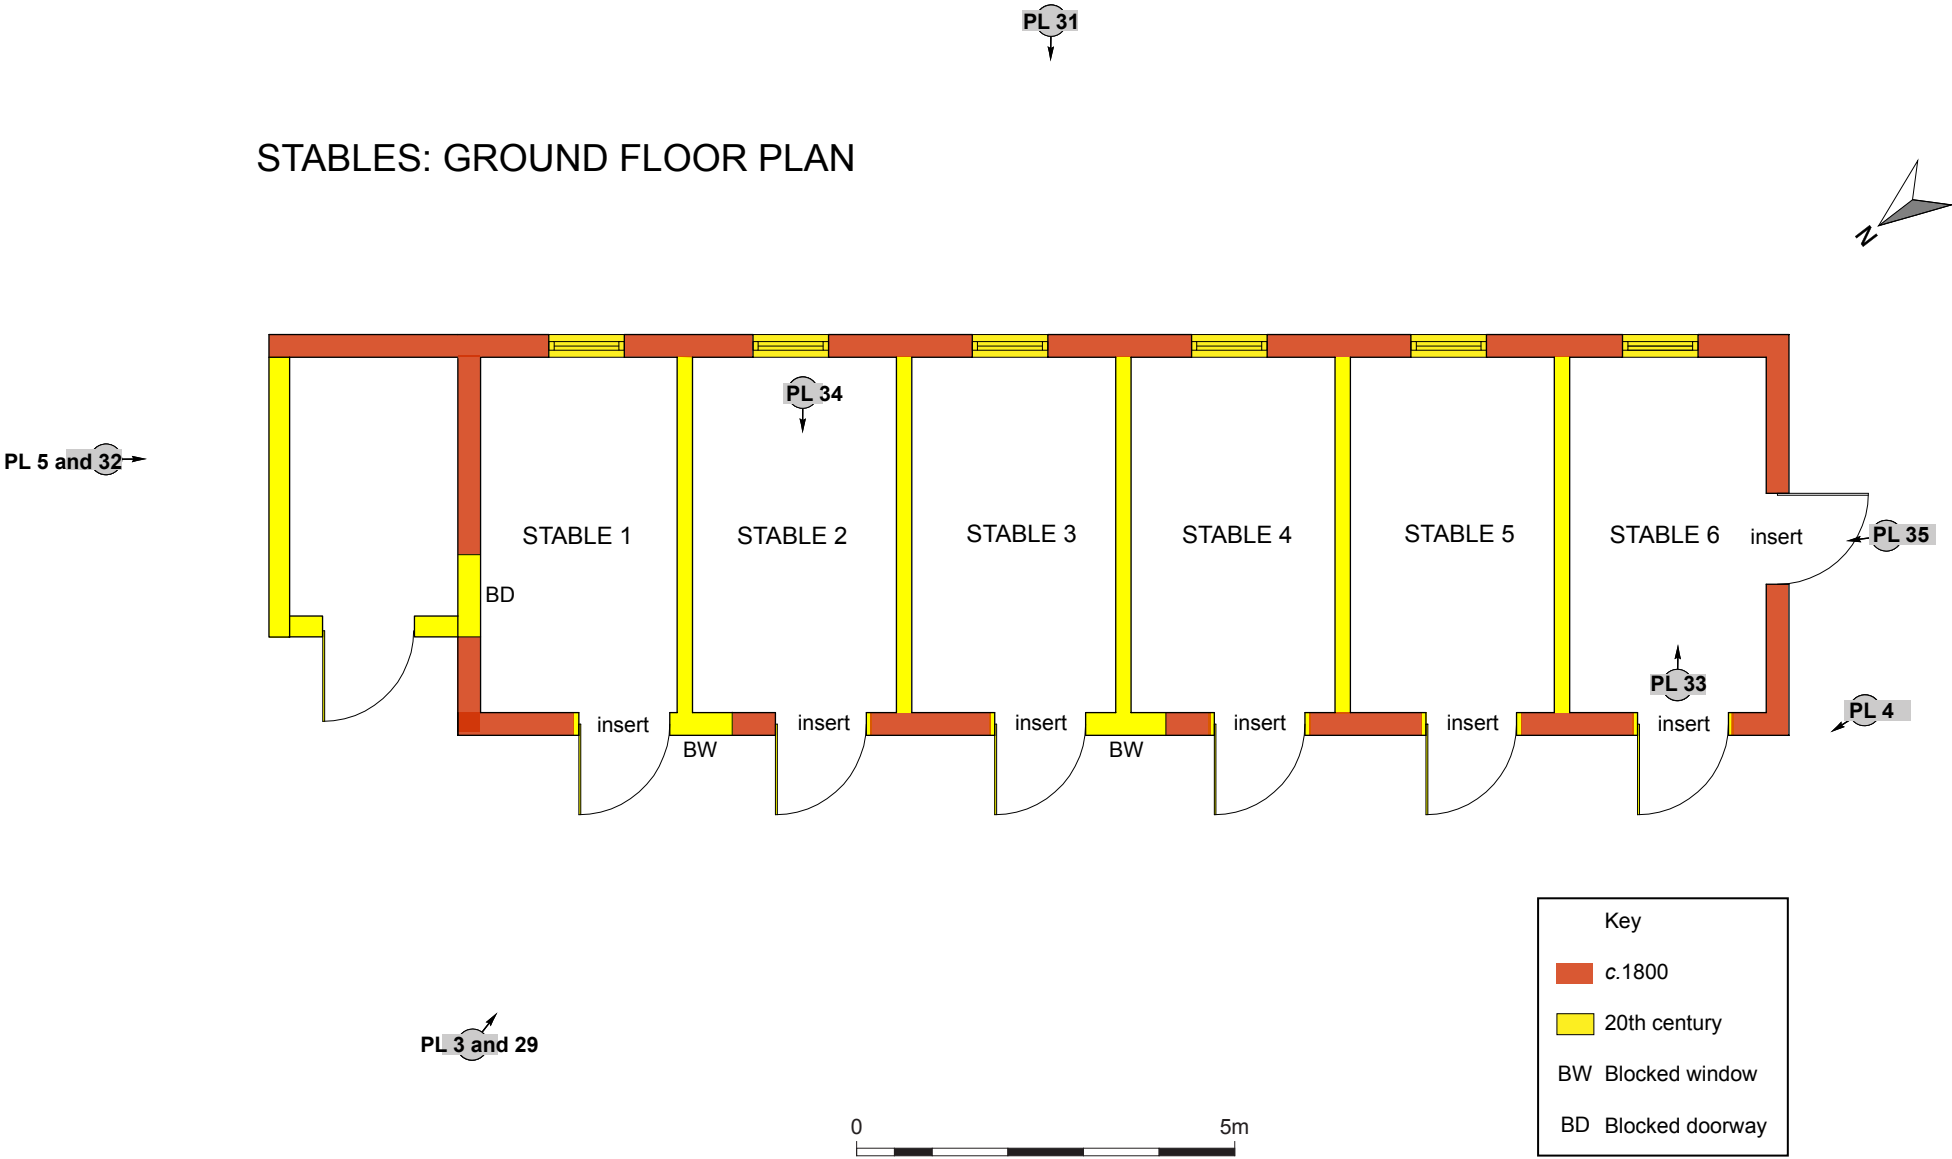 PL 31
STABLES: GROUND FLOOR PLAN
N
PL 34
PL 5 and 32
STABLE 1
STABLE 2
STABLE 3
STABLE 4
STABLE 5
STABLE 6
insert
PL 35
BD
PL 33
PL 4
insert
insert
insert
insert
insert
insert
BW
BW
Key
c.1800
20th century
BW Blocked window
BD Blocked doorway
PL 3 and 29
0
5m